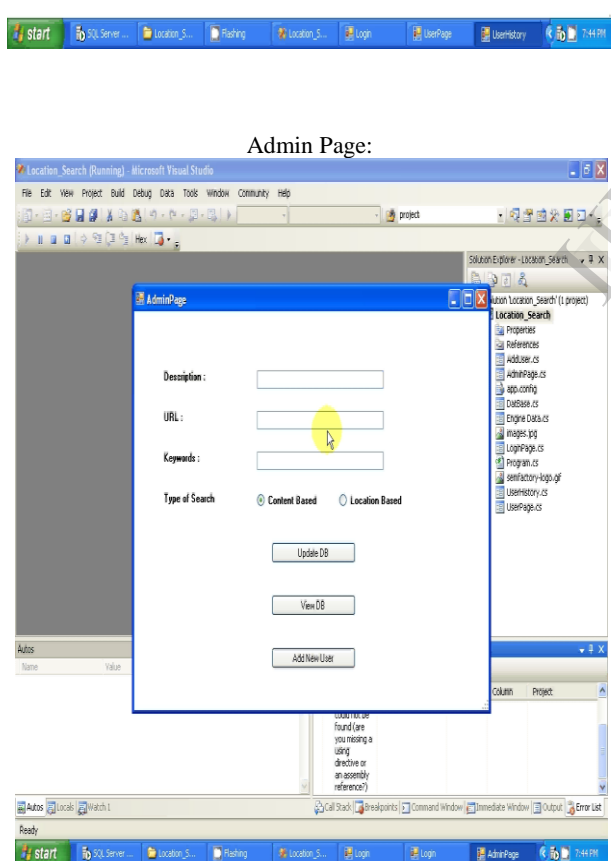 start SQL Server ... Location_S... Flashing Location_S... Login UserPage UserHistory 7:44 PM
Admin Page:
Location_Search (Running) - Microsoft Visual Studio
File Edit View Project Build Debug Data Tools Window Community Help
project
Hex
Solution Explorer - Location_Search
AdminPage
Solution 'Location_Search' (1 project)
Location_Search
Properties
References
AddUser.cs
AdminPage.cs
app.config
DatBase.cs
Engine Data.cs
images.jpg
LoginPage.cs
Program.cs
semfactory-logo.gif
UserHistory.cs
UserPage.cs
Description :
URL :
Keywords :
Type of Search Content Based Location Based
Update DB
View DB
Add New User
Autos
Name Value
Column Project
could not be
found (are
you missing a
using
directive or
an assembly
reference?)
Autos Locals Watch 1 Call Stack Breakpoints Command Window Immediate Window Output Error List
Ready
start SQL Server ... Location_S... Flashing Location_S... Login Login AdminPage 7:44 PM